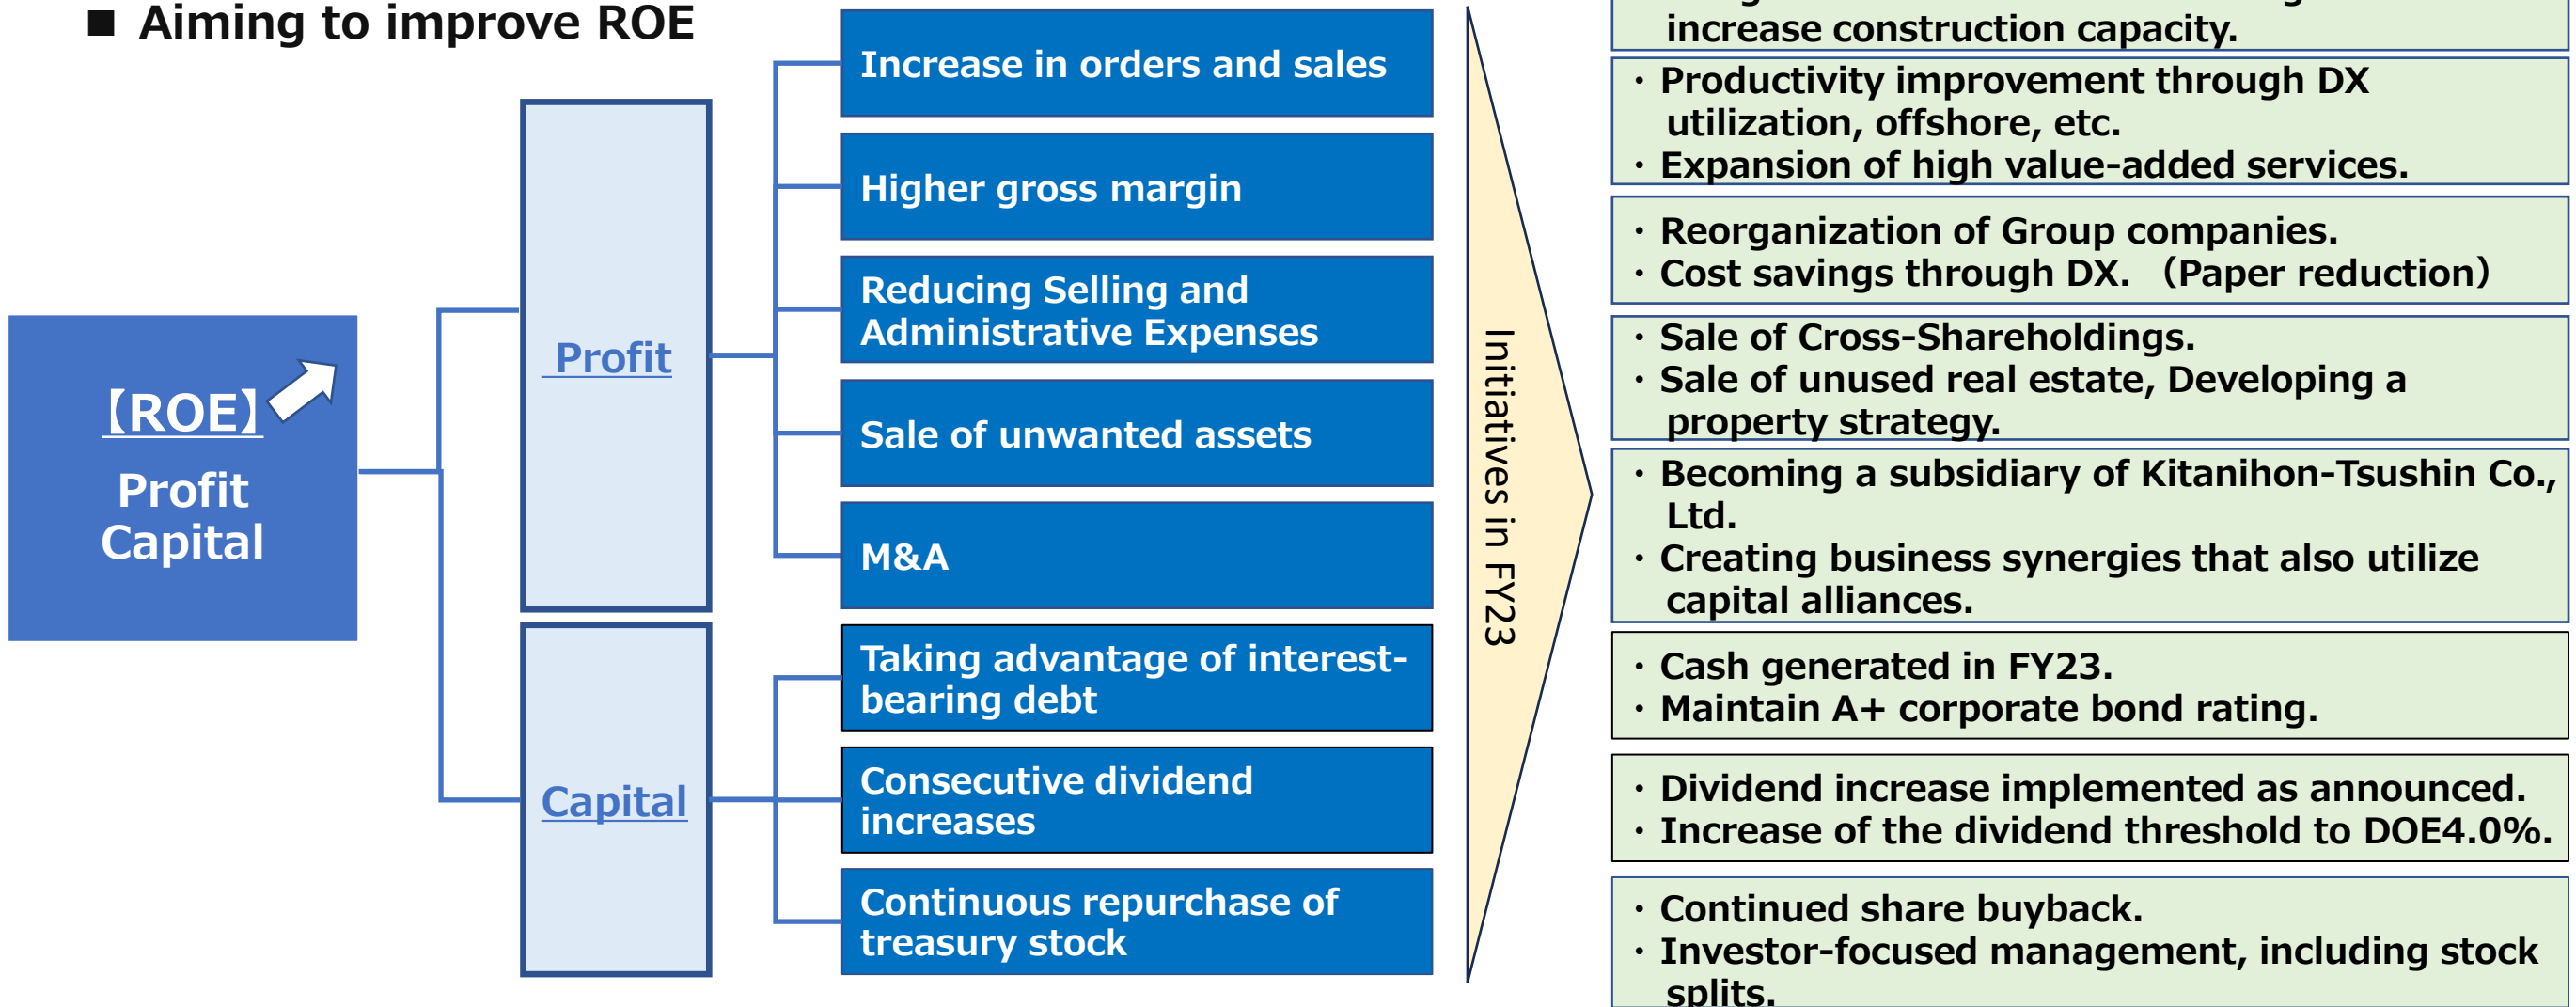 ■ Aiming to improve ROE
【ROE】
Profit
Capital
Profit
Capital
Increase in orders and sales
Higher gross margin
Reducing Selling and
Administrative Expenses
Sale of unwanted assets
M&A
Taking advantage of interest-
bearing debt
Consecutive dividend
increases
Continuous repurchase of
treasury stock
Initiatives in FY23
increase construction capacity.
・Productivity improvement through DX
utilization, offshore, etc.
・Expansion of high value-added services.
・Reorganization of Group companies.
・Cost savings through DX. （Paper reduction）
・Sale of Cross-Shareholdings.
・Sale of unused real estate, Developing a
property strategy.
・Becoming a subsidiary of Kitanihon-Tsushin Co.,
Ltd.
・Creating business synergies that also utilize
capital alliances.
・Cash generated in FY23.
・Maintain A+ corporate bond rating.
・Dividend increase implemented as announced.
・Increase of the dividend threshold to DOE4.0%.
・Continued share buyback.
・Investor-focused management, including stock
splits.